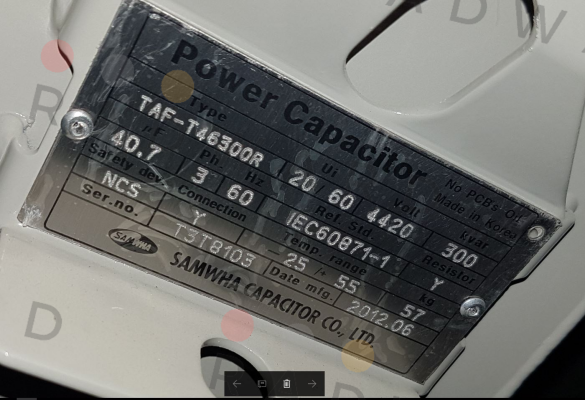 Power Capacitor
No PCBs-Oil
Made in Korea
Type Ui Volt kvar
TAF-T46300R 20 60 4420 300
µF Ph. Hz Ref. Std. Resistor
40.7 3 60 IEC60871-1 Y
Safety dev. Connection Temp. range kg
NCS Y - 25 /+ 55 57
Ser.no. T3T8103 Date mfg. 2012.06
SAMWHA SAMWHA CAPACITOR CO., LTD.